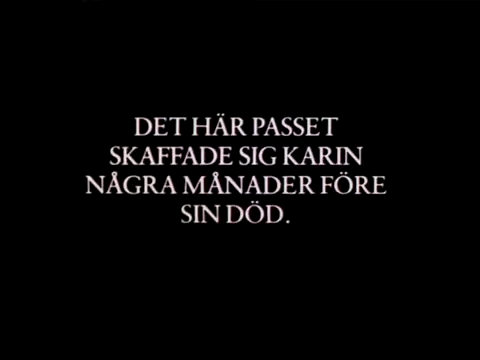 DET HÄR PASSET
SKAFFADE SIG KARIN
NÅGRA MÅNADER FÖRE
SIN DÖD.